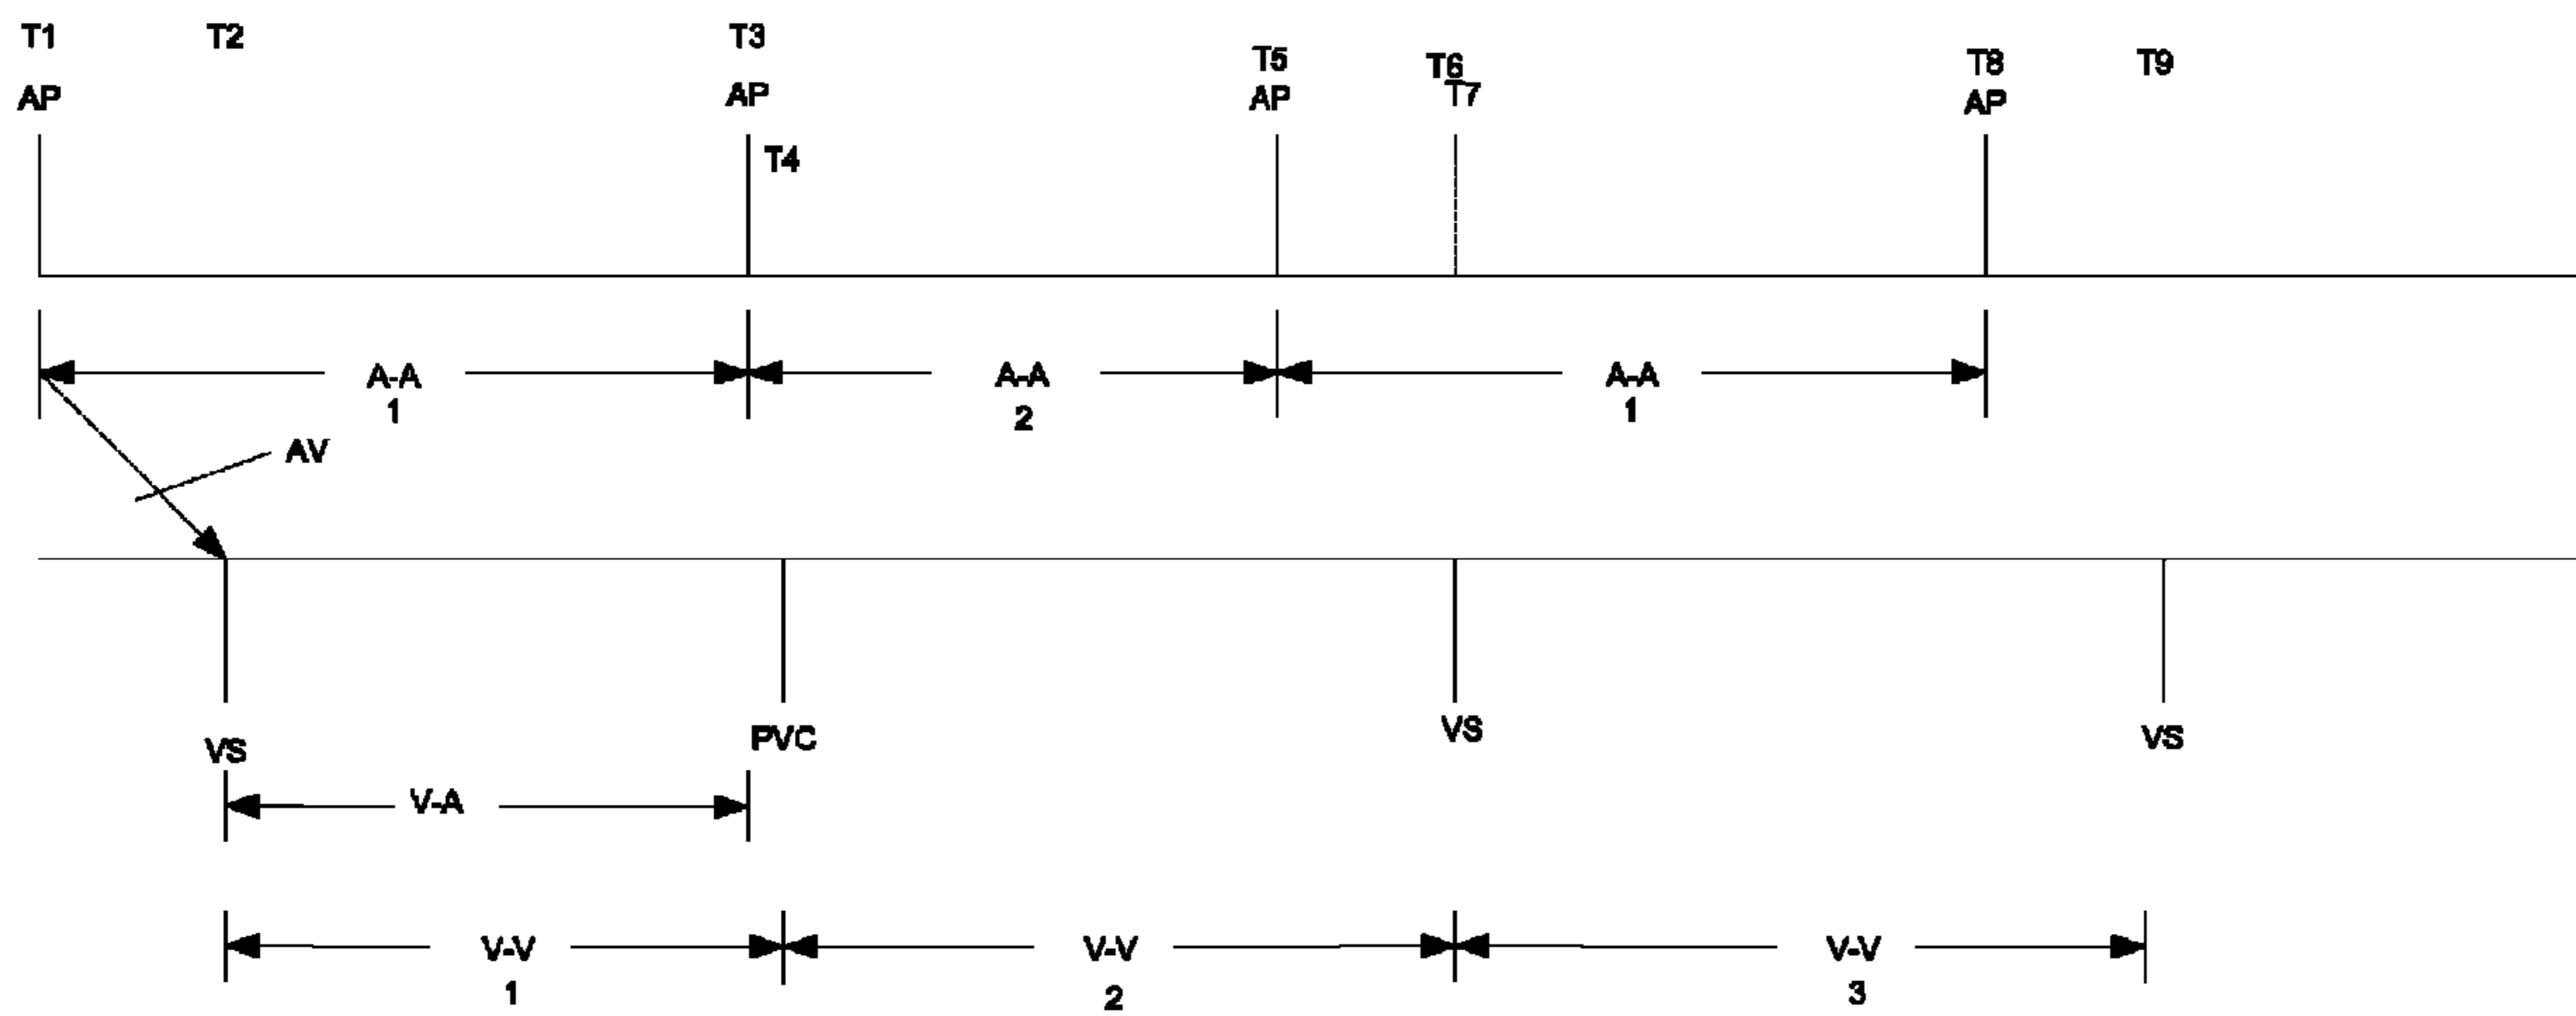 T1 T2 T3 T5 T6 T8 T9
AP AP AP T7 AP
T4
A-A A-A A-A
1 2 1
AV
VS PVC VS VS
V-A
V-V V-V V-V
1 2 3